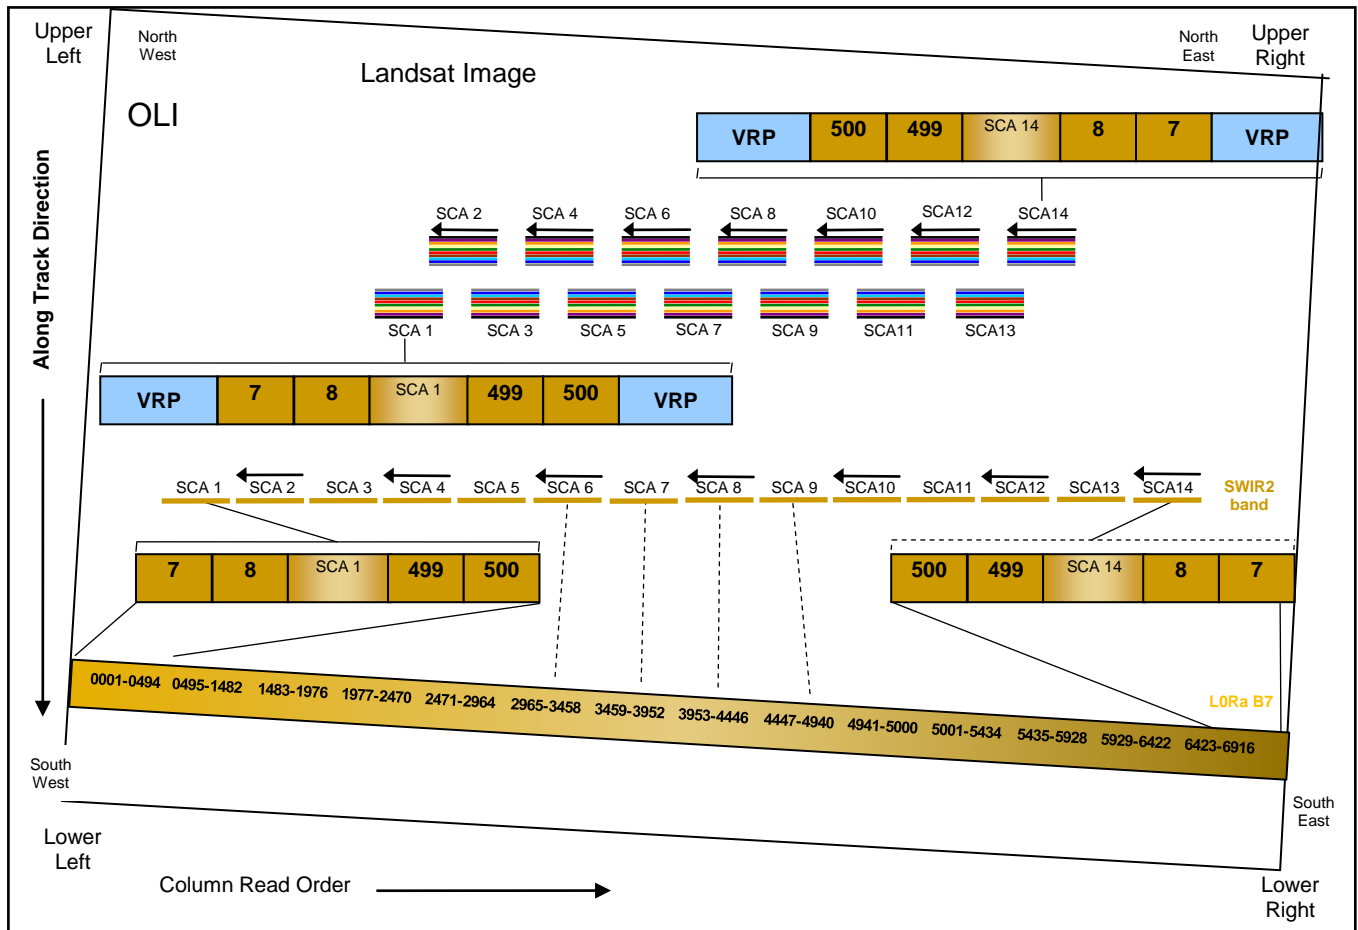 Upper
Left
North
West
North
East
Upper
Right
Landsat Image
OLI
VRP 500 499 SCA 14 8 7 VRP
Along Track Direction
SCA 2 SCA 4 SCA 6 SCA 8 SCA10 SCA12 SCA14
SCA 1 SCA 3 SCA 5 SCA 7 SCA 9 SCA11 SCA13
VRP 7 8 SCA 1 499 500 VRP
SCA 1 SCA 2 SCA 3 SCA 4 SCA 5 SCA 6 SCA 7 SCA 8 SCA 9 SCA10 SCA11 SCA12 SCA13 SCA14
SWIR2
band
7 8 SCA 1 499 500
500 499 SCA 14 8 7
0001-0494 0495-1482 1483-1976 1977-2470 2471-2964 2965-3458 3459-3952 3953-4446 4447-4940 4941-5000 5001-5434 5435-5928 5929-6422 6423-6916
L0Ra B7
South
West
South
East
Lower
Left
Column Read Order
Lower
Right